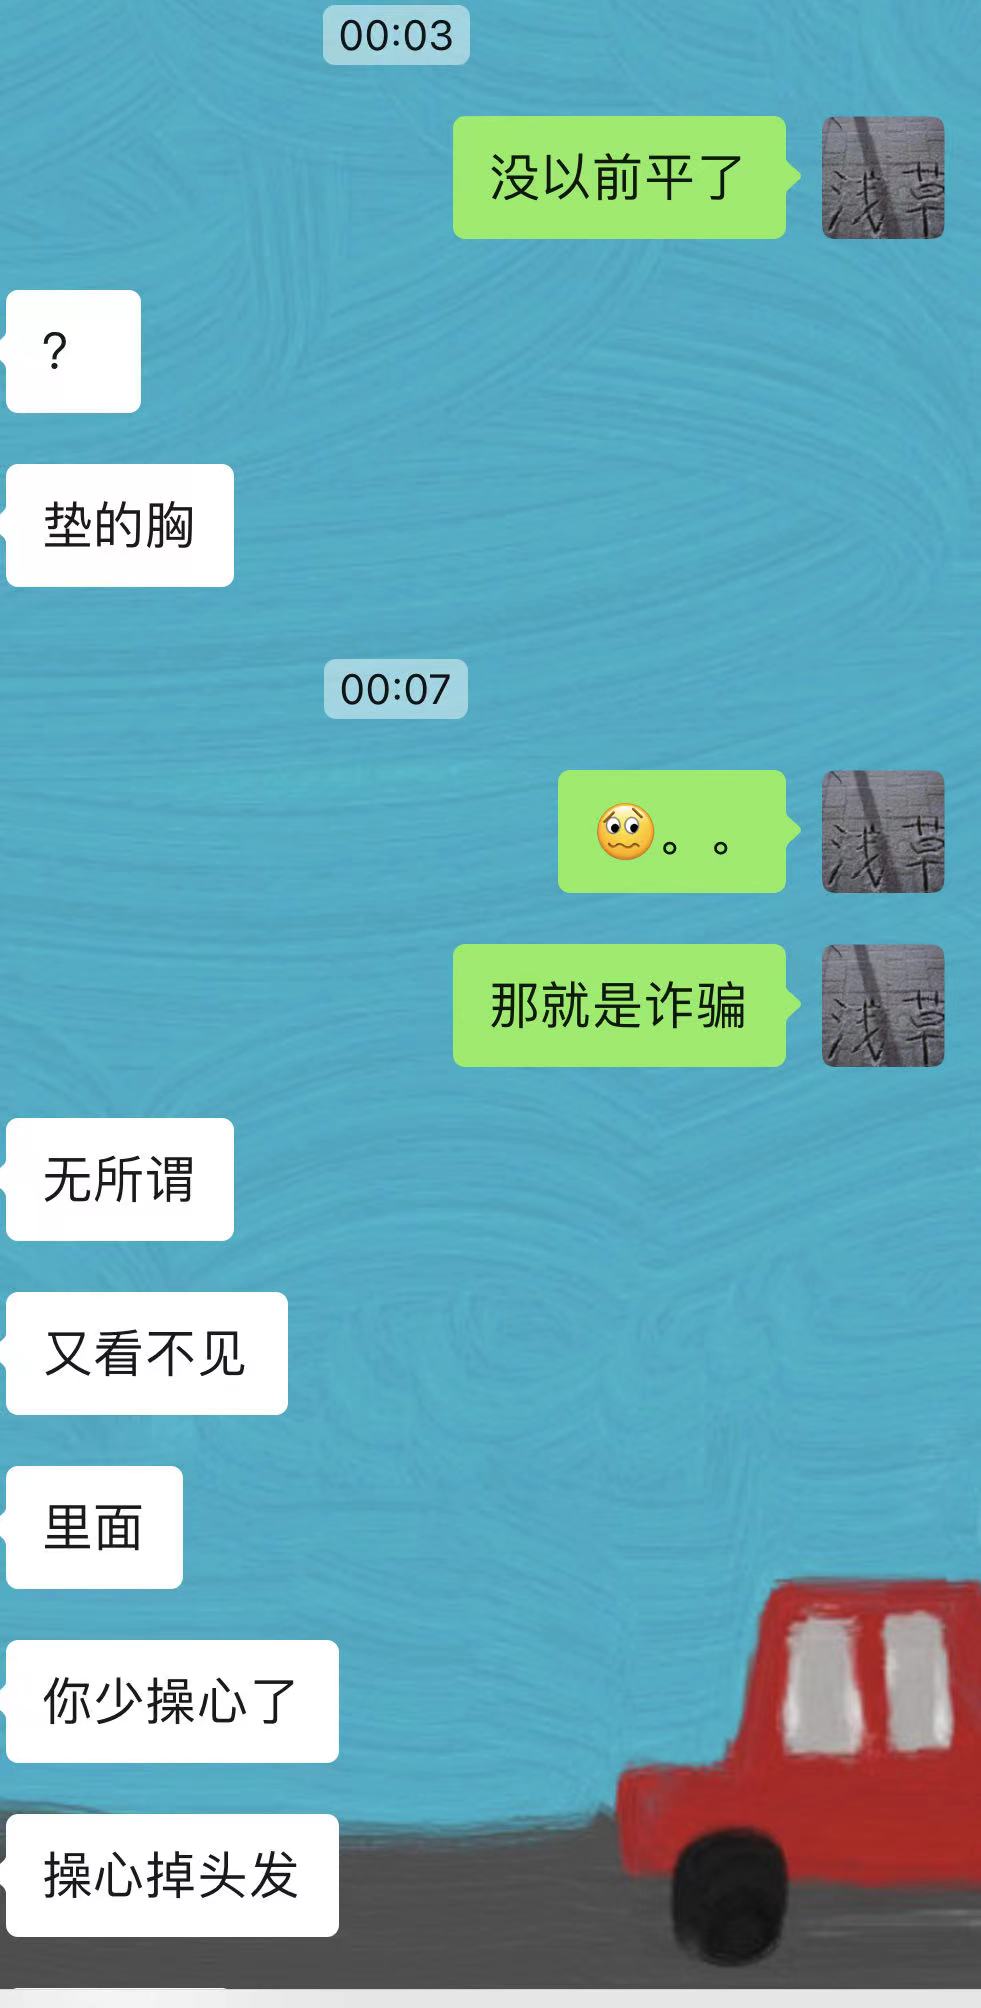 00:03
没以前平了
?
垫的胸
00:07
。。
那就是诈骗
无所谓
又看不见
里面
你少操心了
操心掉头发
浅草
浅草
浅草